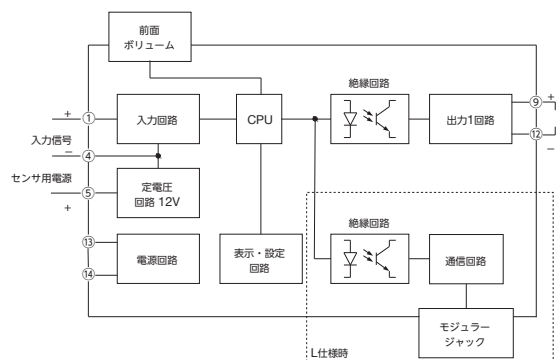 前面
ボリューム
絶縁回路
+
①
入力回路
CPU
出力1回路
⑨
+
入力信号
−
④
⑫
−
センサ用電源
⑤
+
定電圧
回路 12V
⑬
電源回路
⑭
表示・設定
回路
絶縁回路
通信回路
モジュラー
ジャック
L仕様時